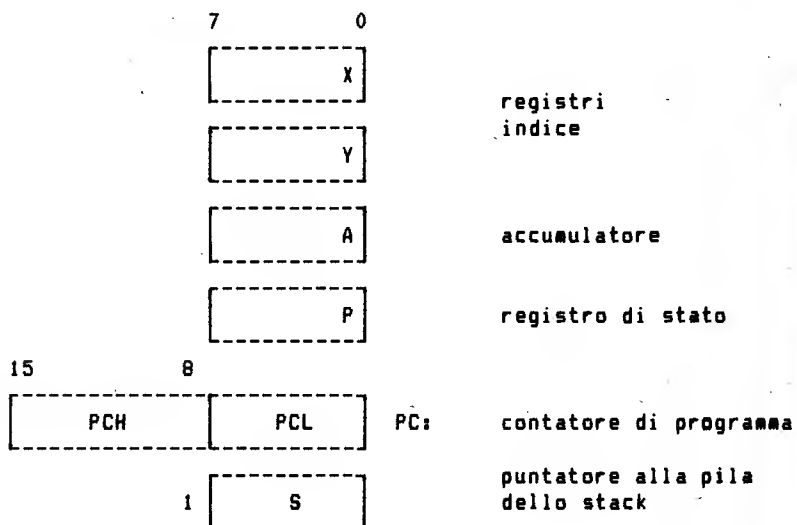 7 0
X
registri
indice
Y
A accumulatore
P registro di stato
15 8
PCH PCL PC: contatore di programma
puntatore alla pila
1 S dello stack